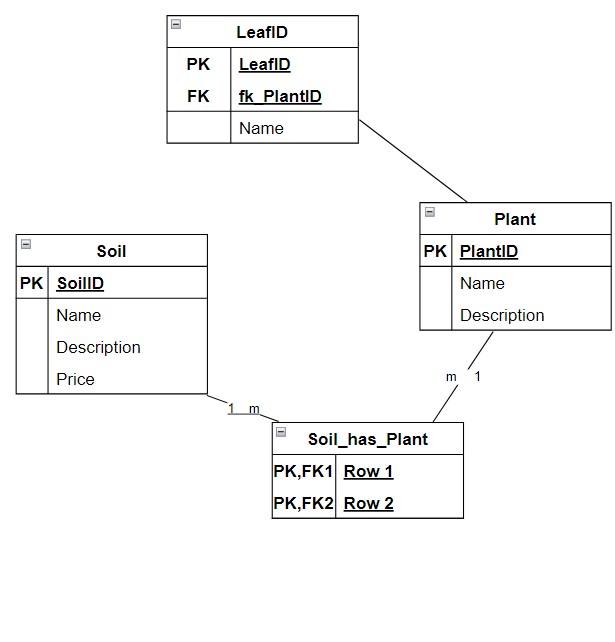 LeafID
PK LeafID
FK fk_PlantID
Name
Plant
PK PlantID
Name
Description
Soil
PK SoilID
Name
Description
Price
m 1
1 m
Soil_has_Plant
PK,FK1 Row 1
PK,FK2 Row 2